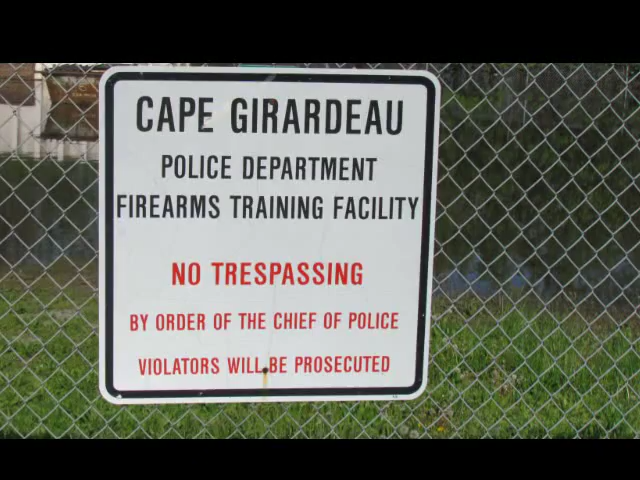 CAPE GIRARDEAU
POLICE DEPARTMENT
FIREARMS TRAINING FACILITY
NO TRESPASSING
BY ORDER OF THE CHIEF OF POLICE
VIOLATORS WILL BE PROSECUTED